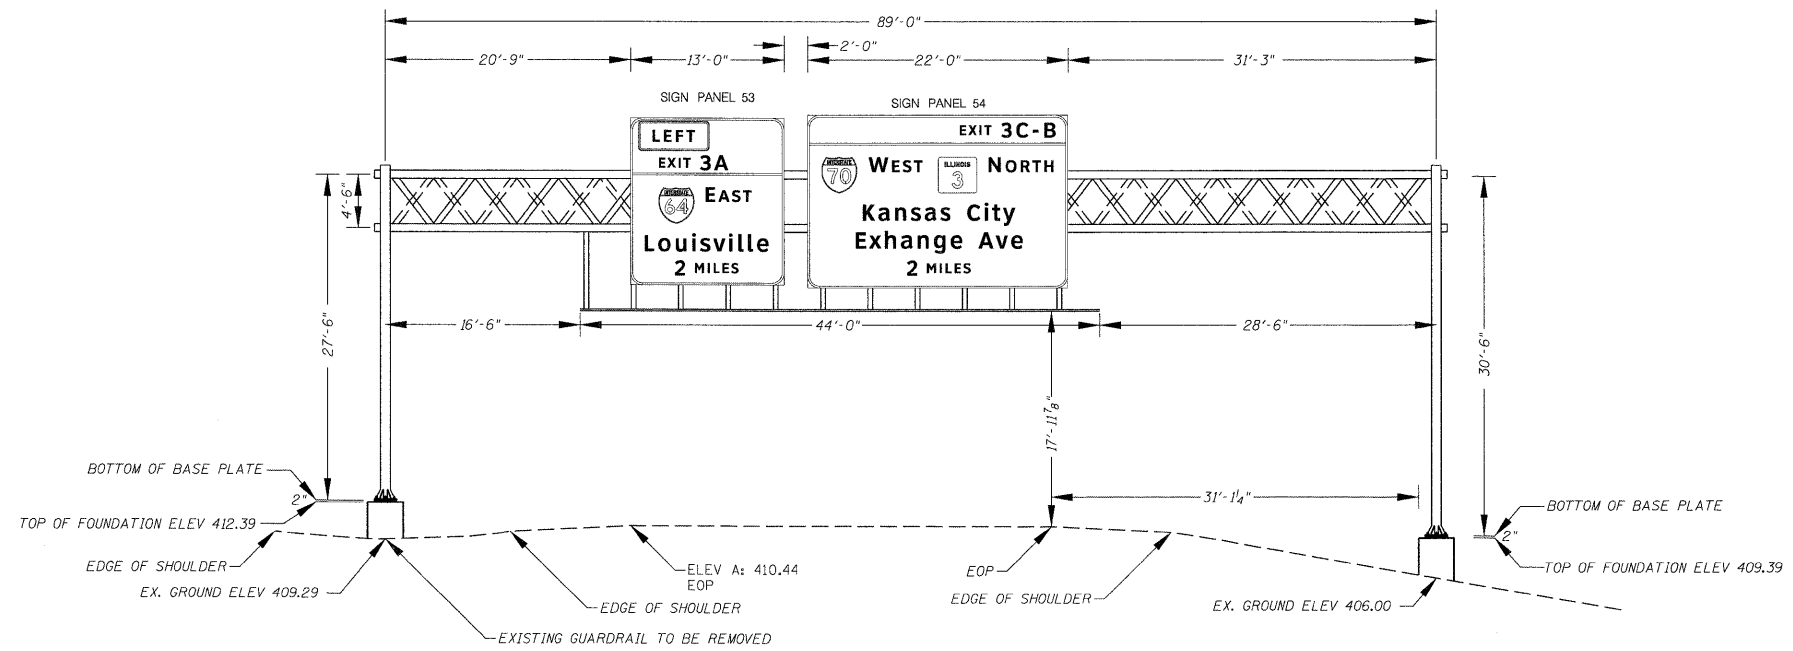 89'-0"
2'-0"
20'-9" 13'-0" 22'-0" 31'-3"
SIGN PANEL 53
SIGN PANEL 54
LEFT
EXIT 3A
INTERSTATE
64
EAST
Louisville
2 MILES
EXIT 3C-B
INTERSTATE
70
WEST
ILLINOIS
3
NORTH
Kansas City
Exhange Ave
2 MILES
4'-6"
27'-6"
16'-6" 44'-0" 28'-6"
30'-6"
17'-11 7/8"
31'-1 1/4"
BOTTOM OF BASE PLATE
2"
TOP OF FOUNDATION ELEV 412.39
EDGE OF SHOULDER
EX. GROUND ELEV 409.29
EXISTING GUARDRAIL TO BE REMOVED
EDGE OF SHOULDER
ELEV A: 410.44
EOP
EOP
EDGE OF SHOULDER
BOTTOM OF BASE PLATE
2"
TOP OF FOUNDATION ELEV 409.39
EX. GROUND ELEV 406.00